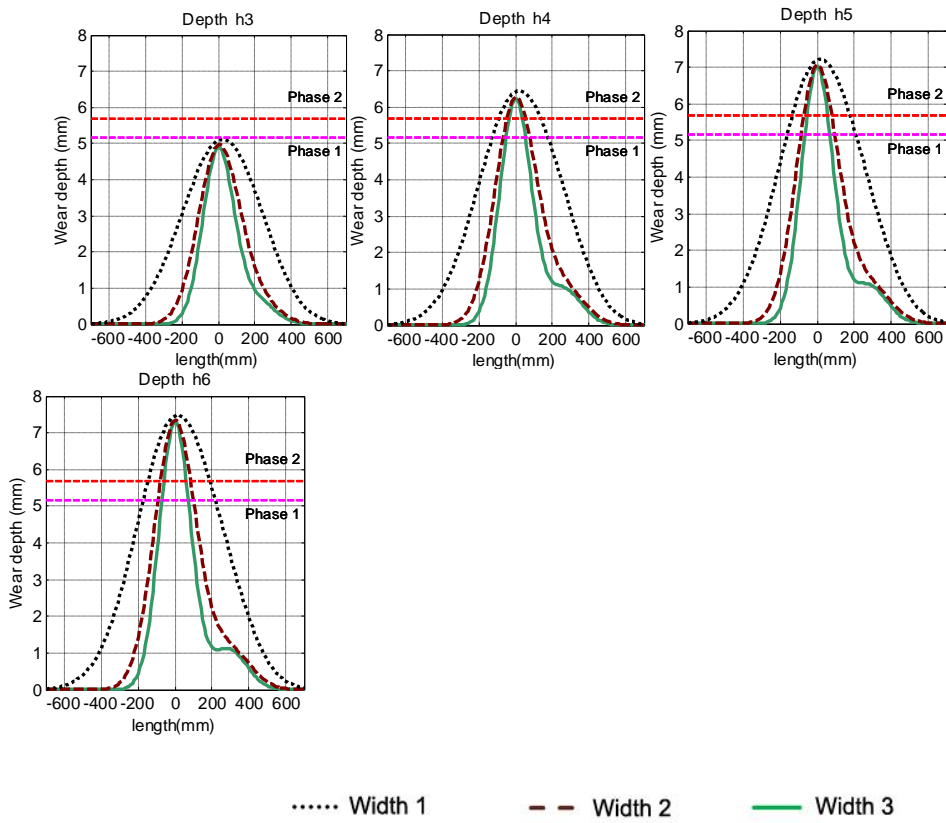 Depth h3
8
7
6
5
4
3
2
1
0
Wear depth (mm)
Phase 2
Phase 1
-600 -400 -200 0 200 400 600
length(mm)
Depth h4
8
7
6
5
4
3
2
1
0
Wear depth (mm)
Phase 2
Phase 1
-600 -400 -200 0 200 400 600
length(mm)
Depth h5
8
7
6
5
4
3
2
1
0
Wear depth (mm)
Phase 2
Phase 1
-600 -400 -200 0 200 400 600
length(mm)
Depth h6
8
7
6
5
4
3
2
1
0
Wear depth (mm)
Phase 2
Phase 1
-600 -400 -200 0 200 400 600
length(mm)
Width 1 Width 2 Width 3